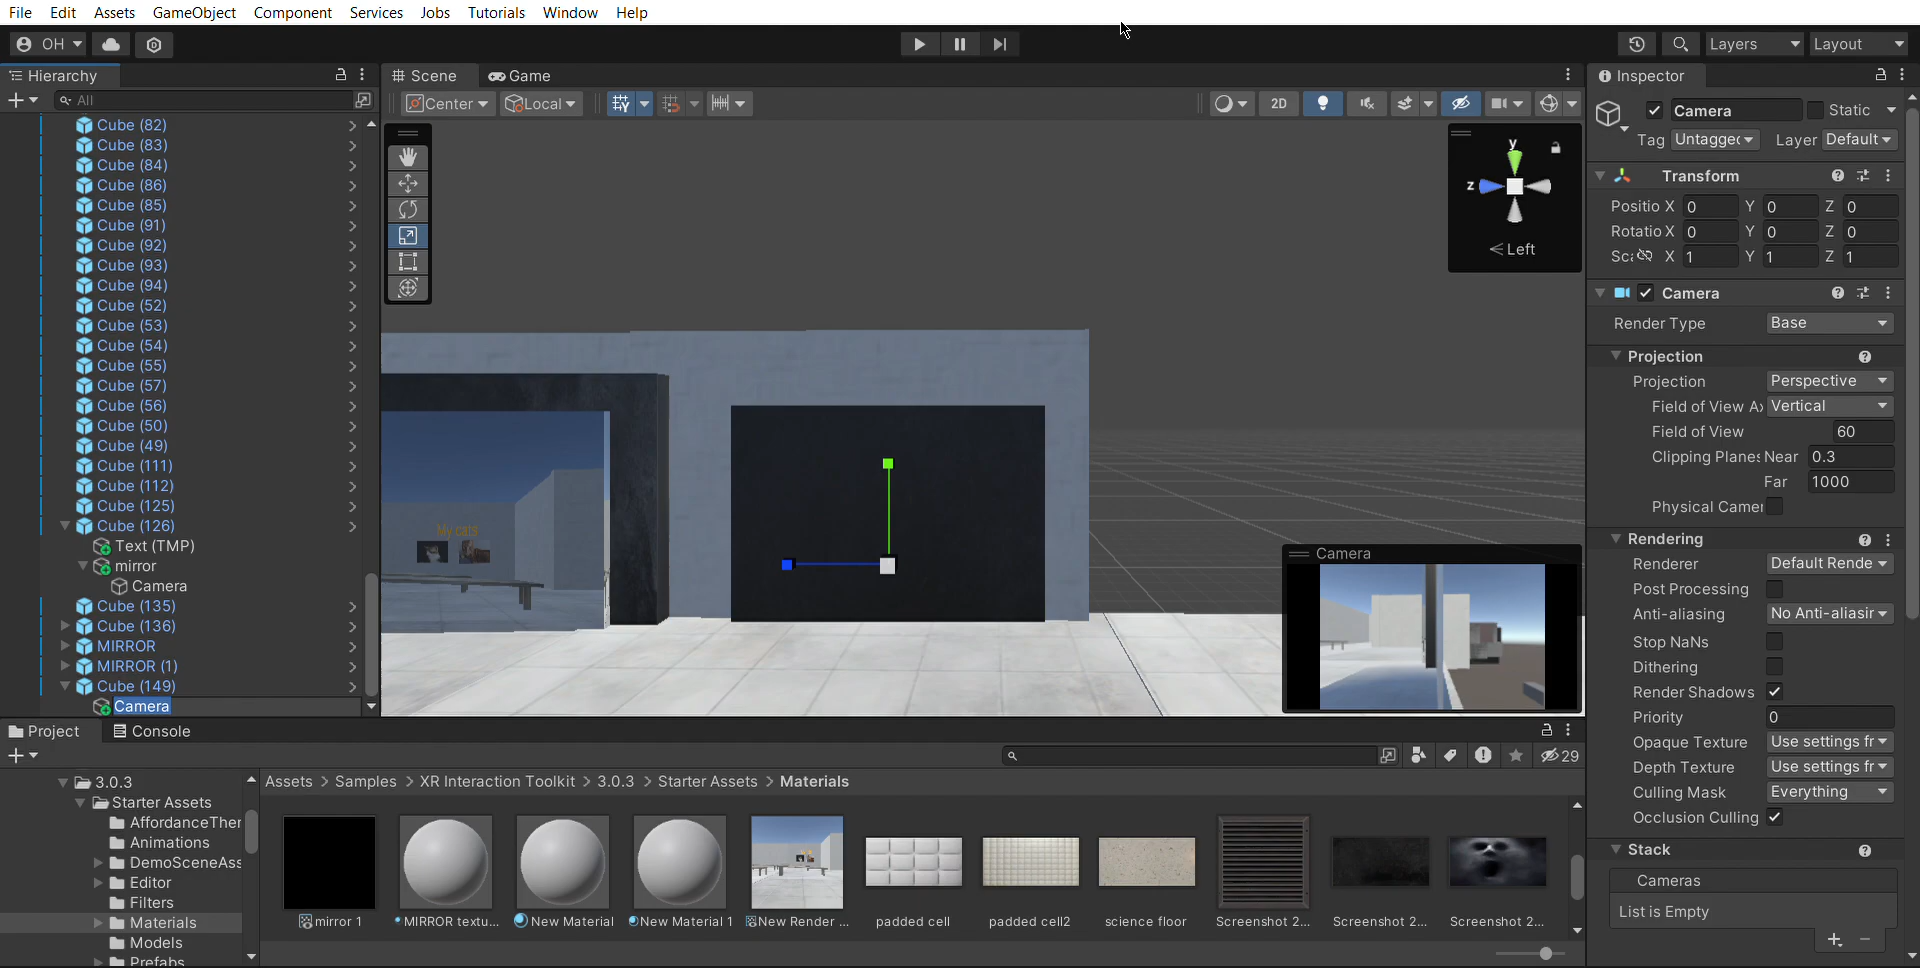 File Edit Assets GameObject Component Services Jobs Tutorials Window Help
OH
Layers Layout
Hierarchy
All
Cube (82)
Cube (83)
Cube (84)
Cube (86)
Cube (85)
Cube (91)
Cube (92)
Cube (93)
Cube (94)
Cube (52)
Cube (53)
Cube (54)
Cube (55)
Cube (57)
Cube (56)
Cube (50)
Cube (49)
Cube (111)
Cube (112)
Cube (125)
Cube (126)
Text (TMP)
mirror
Camera
Cube (135)
Cube (136)
MIRROR
MIRROR (1)
Cube (149)
Camera
Scene Game
Center Local
2D
y
z
Left
My cats
Camera
Inspector
Camera Static
Tag Untaggec Layer Default
Transform
Positio X 0 Y 0 Z 0
Rotatio X 0 Y 0 Z 0
Sc X 1 Y 1 Z 1
Camera
Render Type Base
Projection
Projection Perspective
Field of View Ax Vertical
Field of View 60
Clipping Planes Near 0.3
Far 1000
Physical Camer
Rendering
Renderer Default Rende
Post Processing
Anti-aliasing No Anti-aliasir
Stop NaNs
Dithering
Render Shadows
Priority 0
Opaque Texture Use settings fr
Depth Texture Use settings fr
Culling Mask Everything
Occlusion Culling
Stack
Cameras
List is Empty
Project Console
29
3.0.3
Starter Assets
AffordanceTher
Animations
DemoSceneAss
Editor
Filters
Materials
Models
Prefabs
Assets > Samples > XR Interaction Toolkit > 3.0.3 > Starter Assets > Materials
mirror 1
MIRROR textu...
New Material
New Material 1
New Render ...
padded cell
padded cell2
science floor
Screenshot 2...
Screenshot 2...
Screenshot 2...